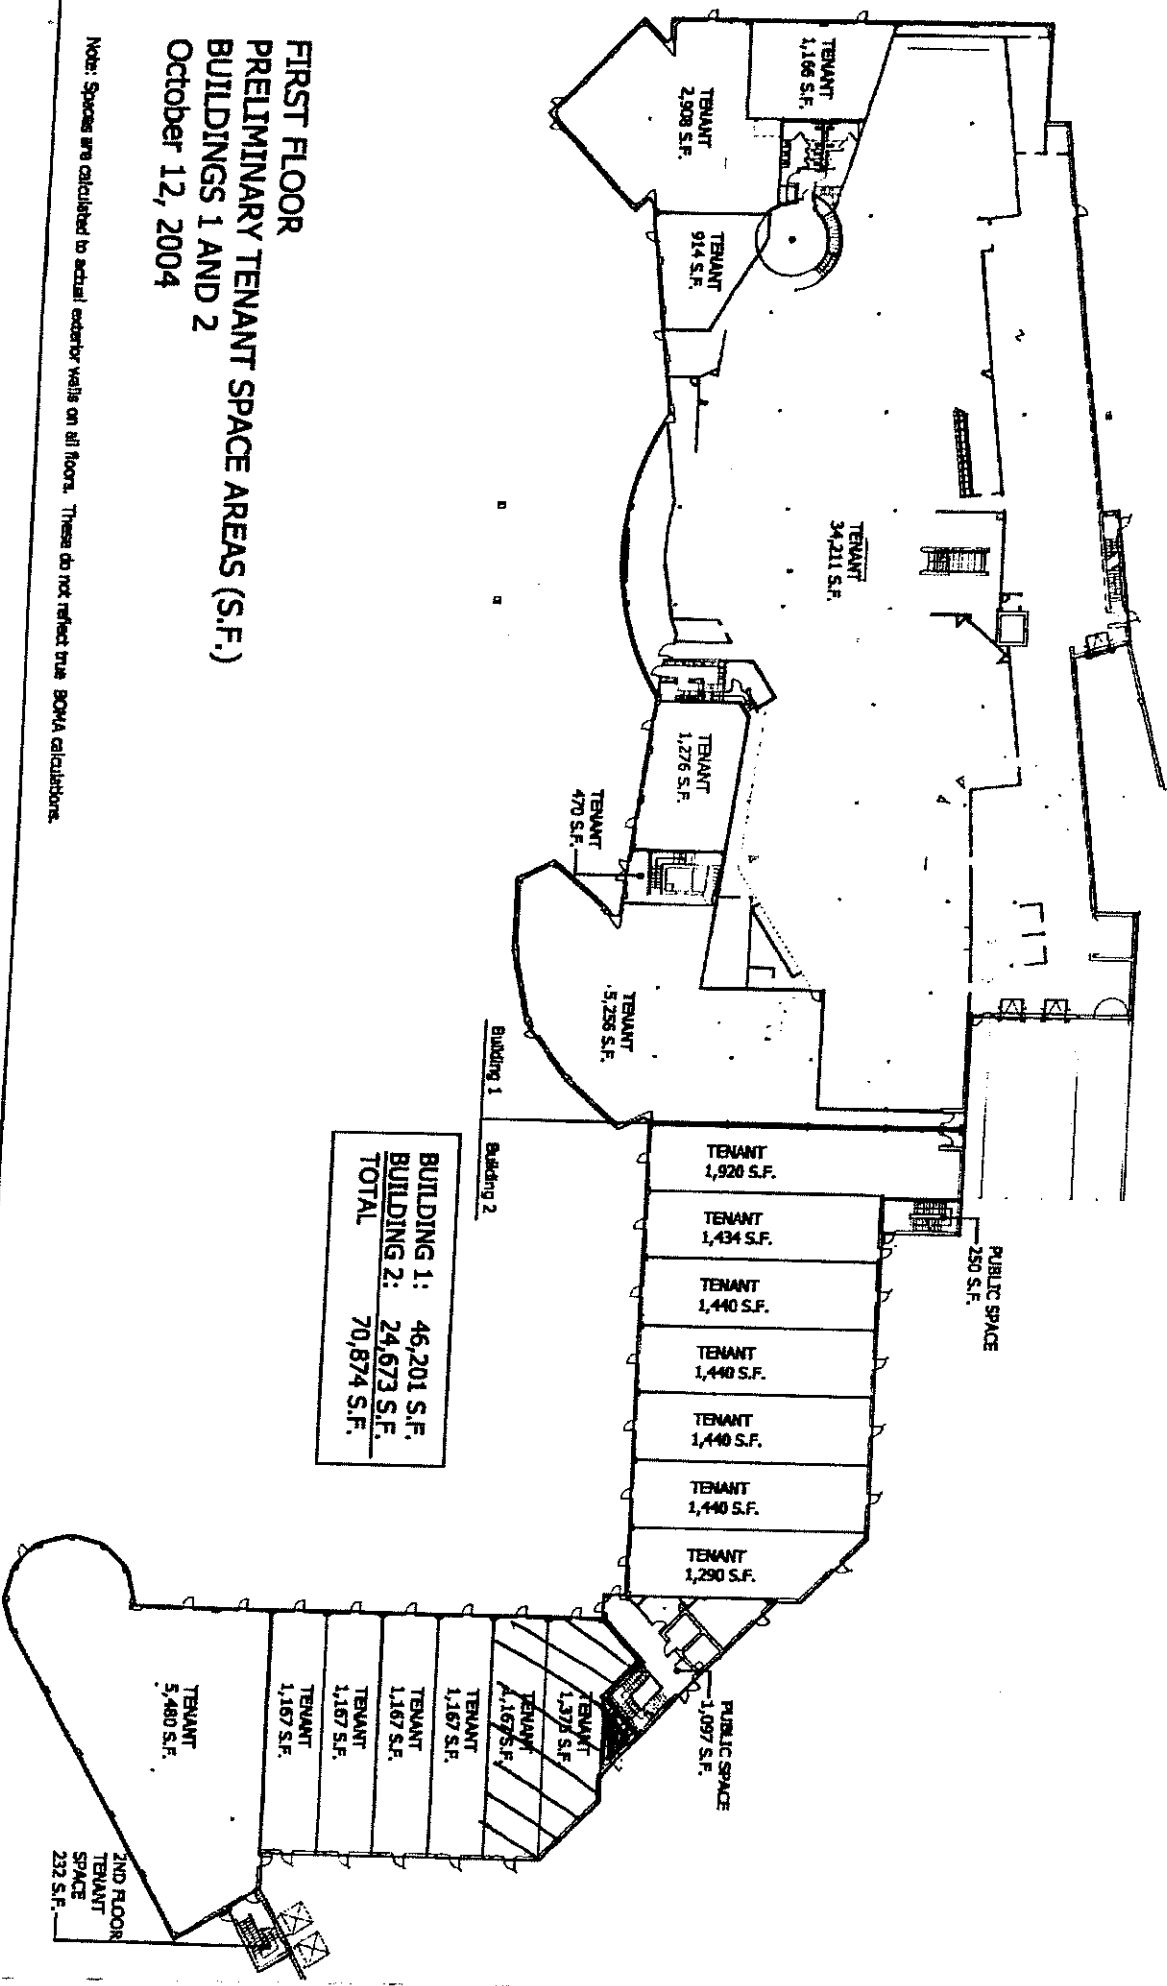 FIRST FLOOR
PRELIMINARY TENANT SPACE AREAS (S.F.)
BUILDINGS 1 AND 2
October 12, 2004
Note: Spaces are calculated to actual exterior walls on all floors. These do not reflect true BOMA calculations.
TENANT
1,166 S.F.
TENANT
2,908 S.F.
TENANT
914 S.F.
TENANT
34,211 S.F.
TENANT
1,276 S.F.
TENANT
470 S.F.
TENANT
5,256 S.F.
Building 1
Building 2
BUILDING 1: 46,201 S.F.
BUILDING 2: 24,673 S.F.
TOTAL 70,874 S.F.
TENANT
1,920 S.F.
TENANT
1,434 S.F.
TENANT
1,440 S.F.
TENANT
1,440 S.F.
TENANT
1,440 S.F.
TENANT
1,440 S.F.
TENANT
1,290 S.F.
PUBLIC SPACE
250 S.F.
PUBLIC SPACE
1,097 S.F.
TENANT
S.F.
TENANT
1,167 S.F.
TENANT
1,167 S.F.
TENANT
1,167 S.F.
TENANT
1,167 S.F.
TENANT
1,167 S.F.
TENANT
5,480 S.F.
2ND FLOOR
TENANT
SPACE
232 S.F.